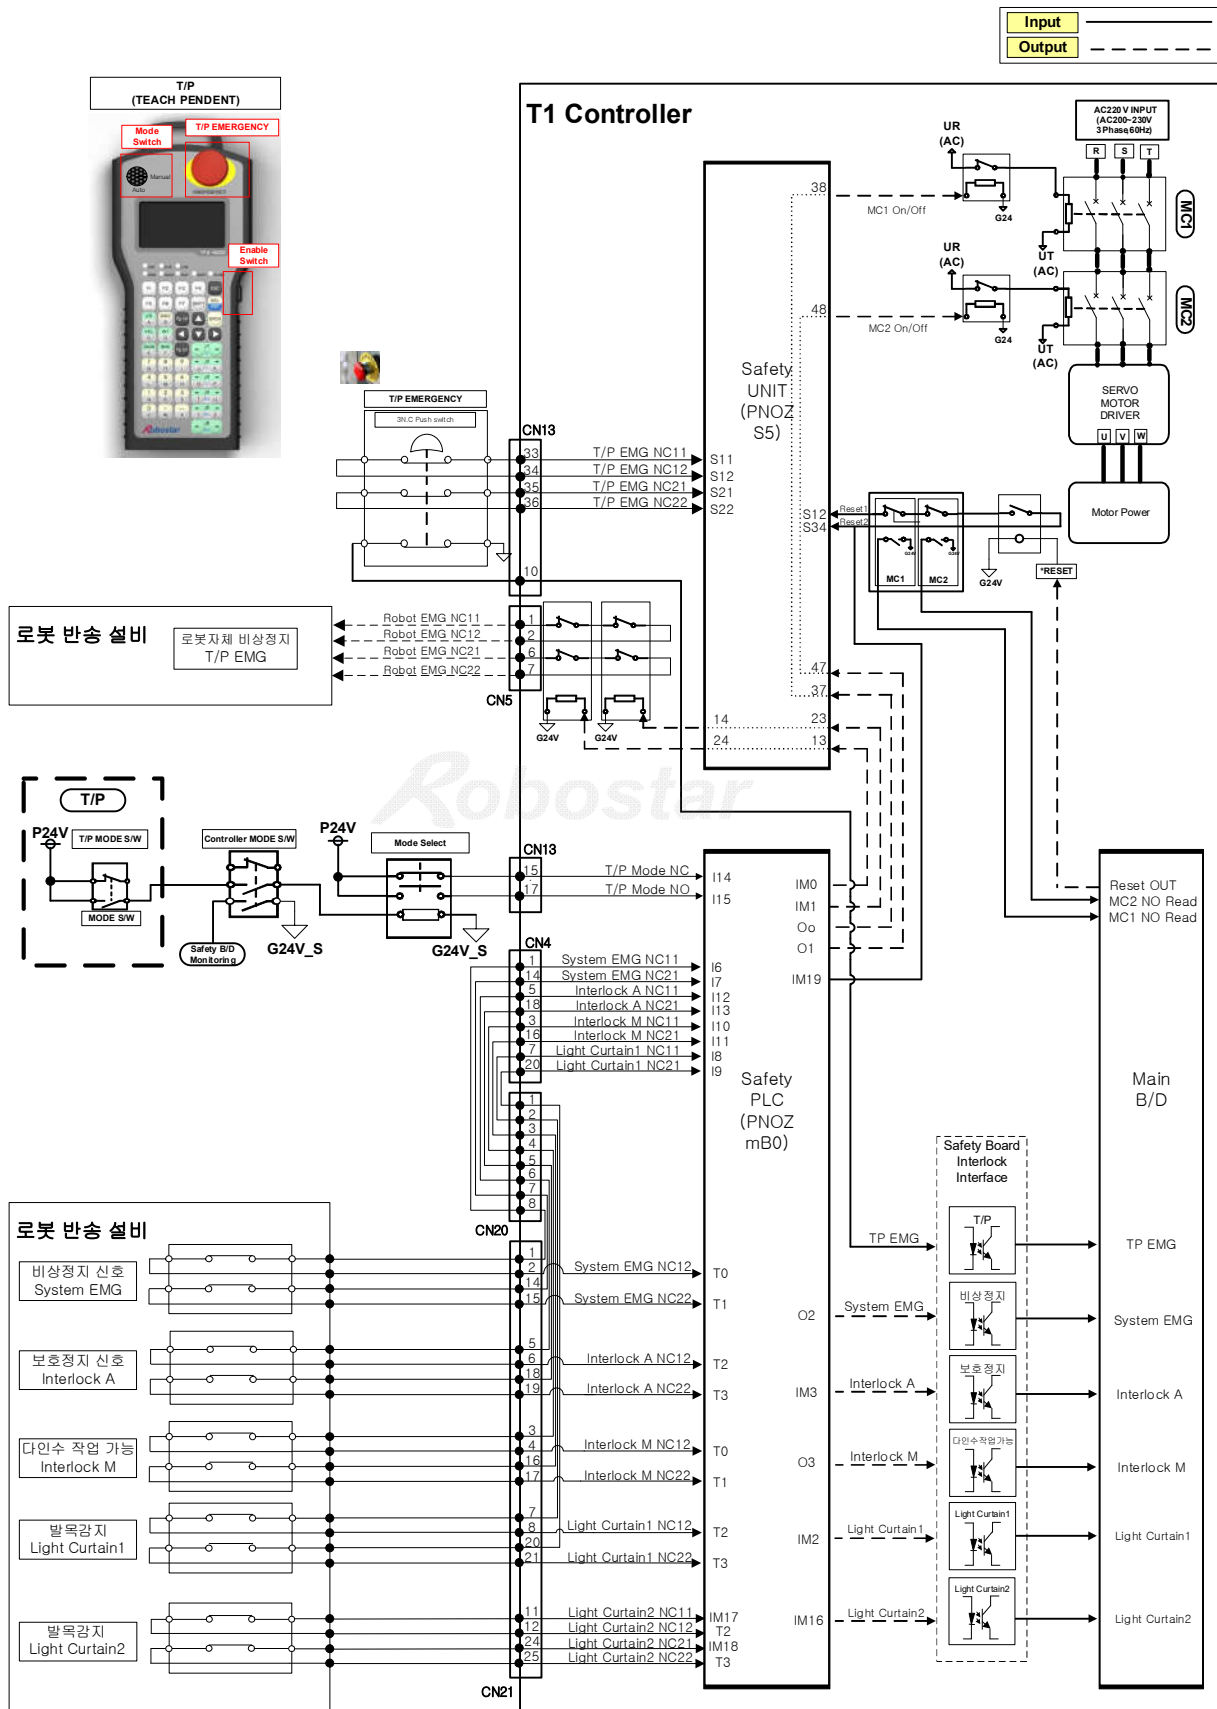 Input
Output
T/P
(TEACH PENDENT)
Mode
Switch
T/P EMERGENCY
Manual
Auto
Enable
Switch
Robostar
T1 Controller
AC220V INPUT
(AC200~230V
3 Phase,60Hz)
R
S
T
UR
(AC)
38
MC1 On/Off
G24
UT
(AC)
MC1
UR
(AC)
48
MC2 On/Off
G24
UT
(AC)
MC2
Safety
UNIT
(PNOZ
S5)
SERVO
MOTOR
DRIVER
U
V
W
Motor Power
T/P EMERGENCY
3N.C Push switch
CN13
33
T/P EMG NC11
S11
34
T/P EMG NC12
S12
35
T/P EMG NC21
S21
36
T/P EMG NC22
S22
10
S12
Reset1
S34
Reset2
G24V
G24V
MC1
MC2
G24V
*RESET
로봇 반송 설비
로봇자체 비상정지
T/P EMG
Robot EMG NC11
1
Robot EMG NC12
2
Robot EMG NC21
6
Robot EMG NC22
7
CN5
G24V
G24V
47
37
14
23
24
13
Robostar
T/P
P24V
T/P MODE S/W
MODE S/W
Controller MODE S/W
Safety B/D
Monitoring
G24V_S
P24V
Mode Select
G24V_S
CN13
15
T/P Mode NC
I14
17
T/P Mode NO
I15
IM0
IM1
Oo
O1
IM19
Reset OUT
MC2 NO Read
MC1 NO Read
CN4
1
System EMG NC11
I6
14
System EMG NC21
I7
5
Interlock A NC11
I12
18
Interlock A NC21
I13
3
Interlock M NC11
I10
16
Interlock M NC21
I11
7
Light Curtain1 NC11
I8
20
Light Curtain1 NC21
I9
Safety
PLC
(PNOZ
mB0)
Main
B/D
1
2
3
4
5
6
7
8
CN20
Safety Board
Interlock
Interface
로봇 반송 설비
비상정지 신호
System EMG
1
2
System EMG NC12
T0
14
15
System EMG NC22
T1
보호정지 신호
Interlock A
5
6
Interlock A NC12
T2
18
19
Interlock A NC22
T3
다인수 작업 가능
Interlock M
3
4
Interlock M NC12
T0
16
17
Interlock M NC22
T1
발목감지
Light Curtain1
7
8
Light Curtain1 NC12
T2
20
21
Light Curtain1 NC22
T3
발목감지
Light Curtain2
11
Light Curtain2 NC11
IM17
12
Light Curtain2 NC12
T2
24
Light Curtain2 NC21
IM18
25
Light Curtain2 NC22
T3
CN21
TP EMG
T/P
TP EMG
O2
System EMG
비상정지
System EMG
IM3
Interlock A
보호정지
Interlock A
O3
Interlock M
다인수작업가능
Interlock M
IM2
Light Curtain1
Light Curtain1
Light Curtain1
IM16
Light Curtain2
Light Curtain2
Light Curtain2